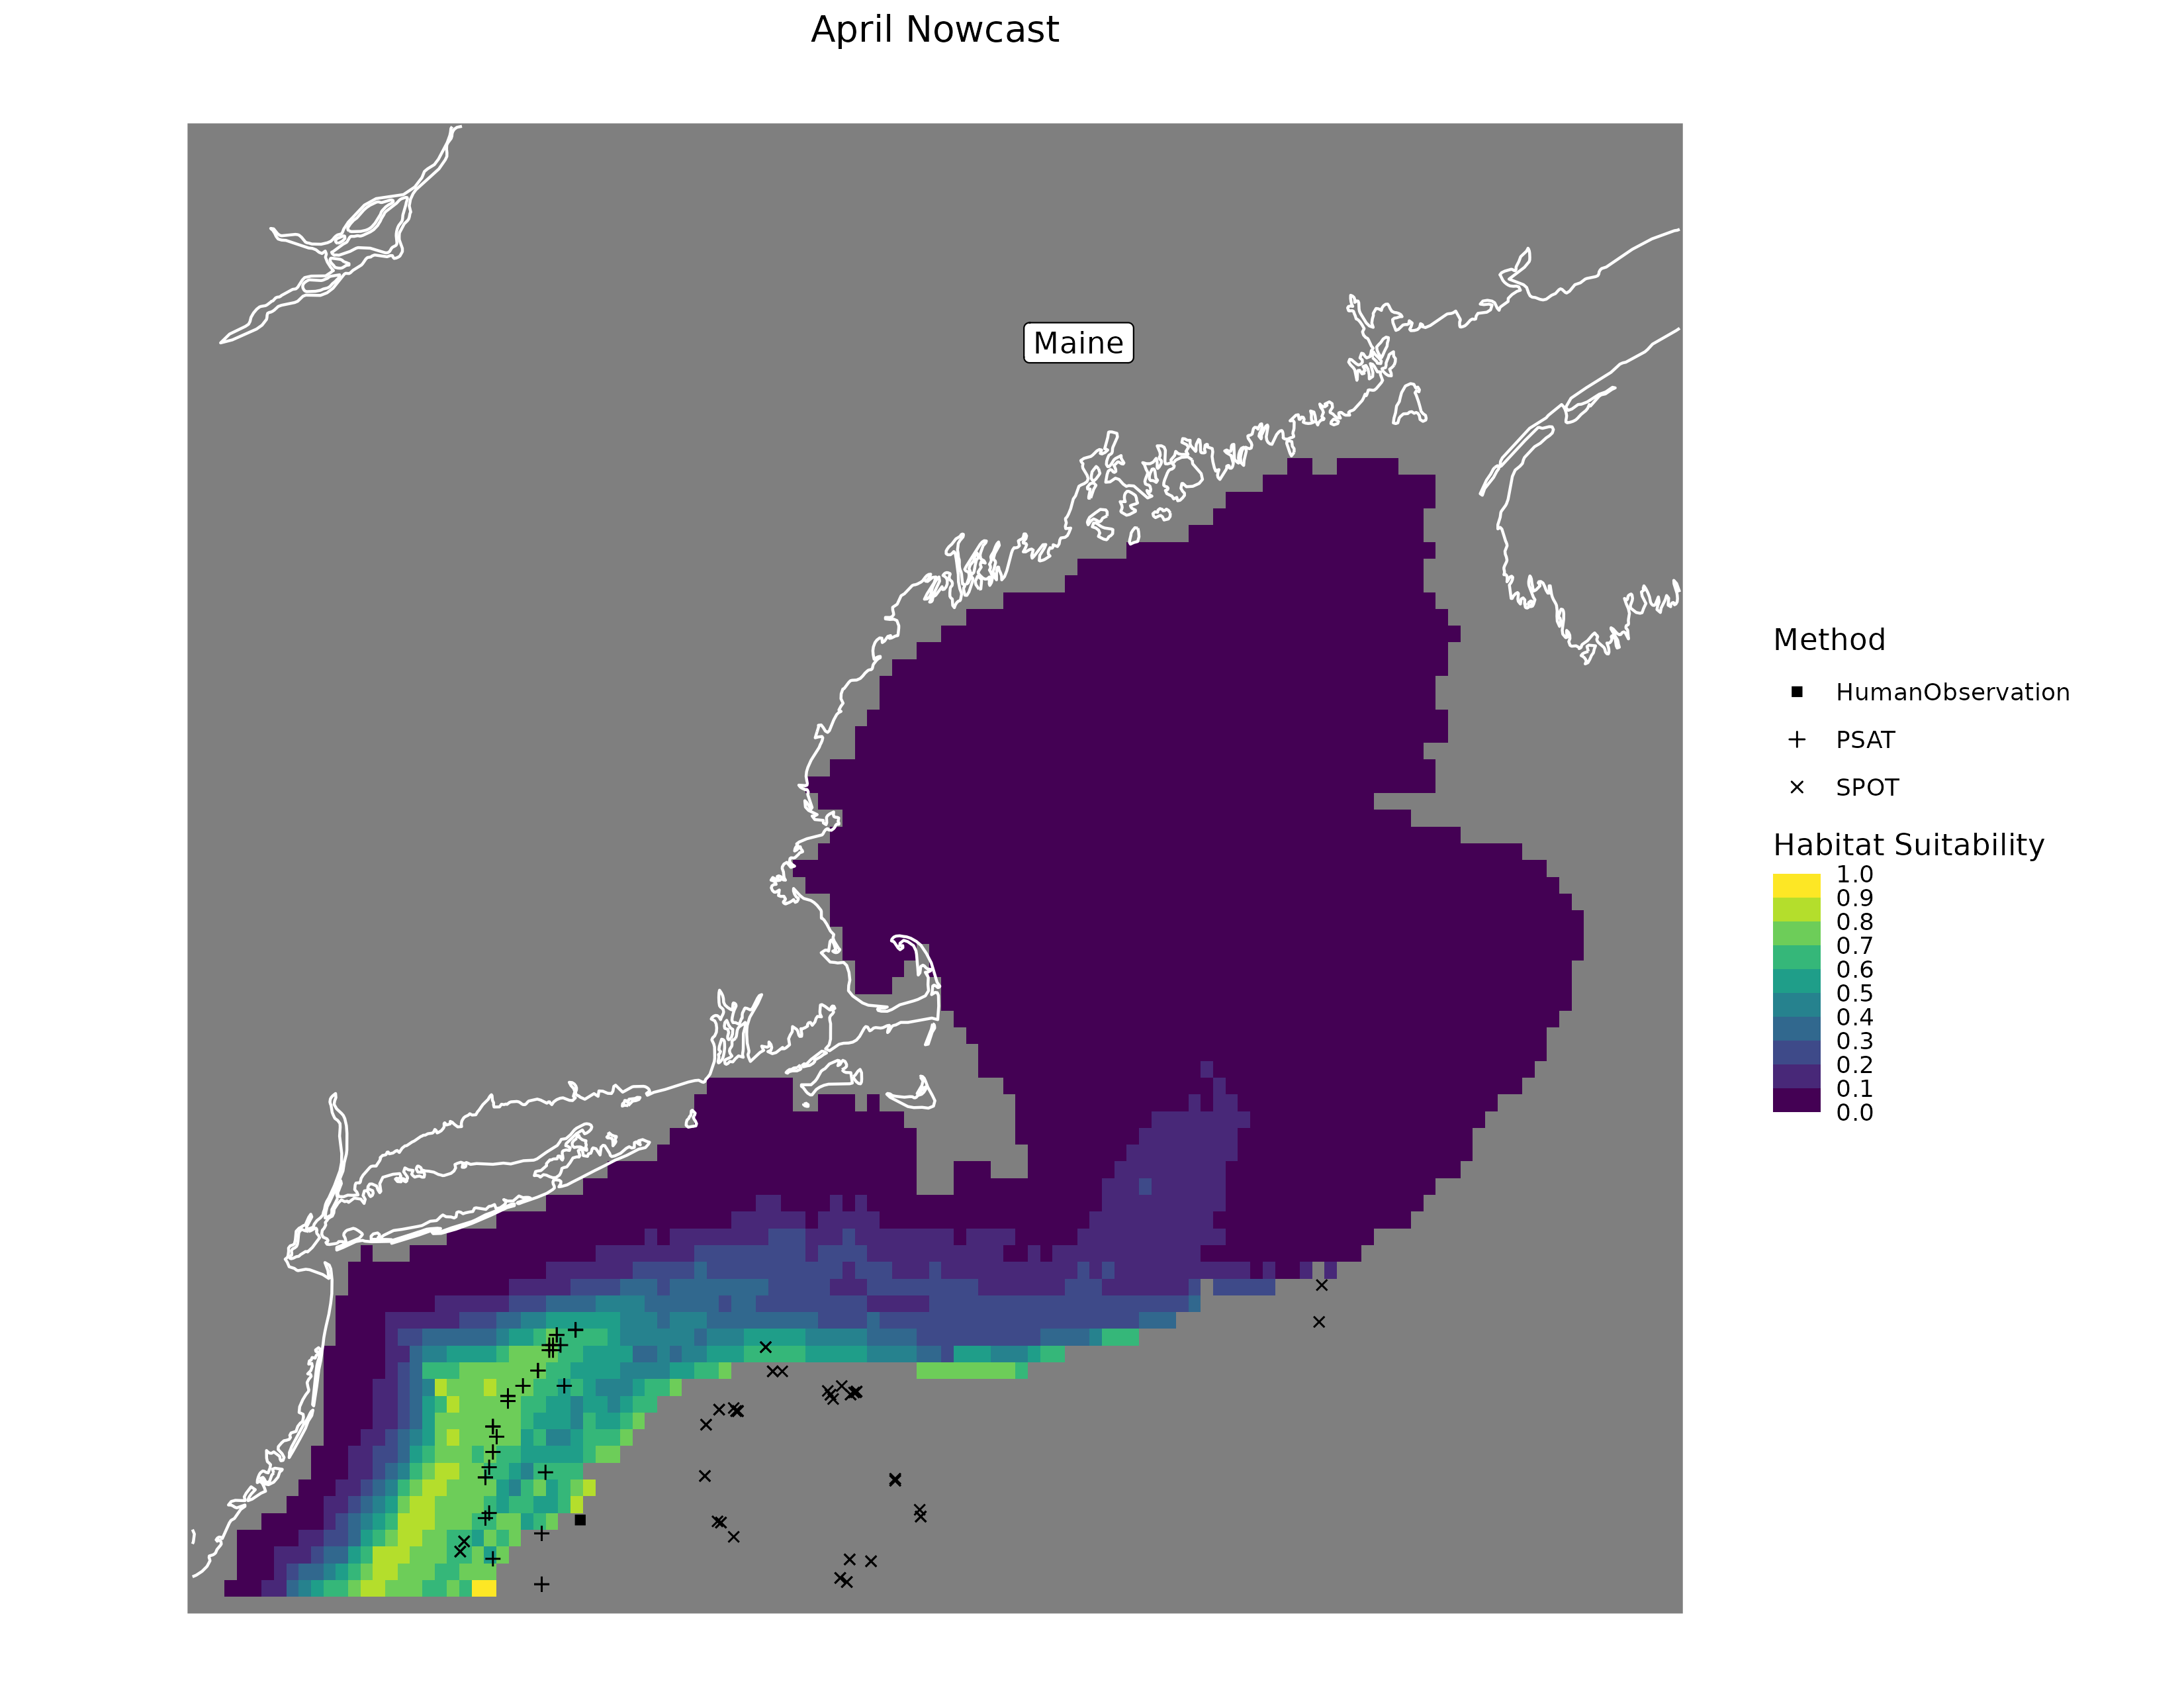 April Nowcast
Maine
Method
HumanObservation
PSAT
SPOT
Habitat Suitability
1.0
0.9
0.8
0.7
0.6
0.5
0.4
0.3
0.2
0.1
0.0